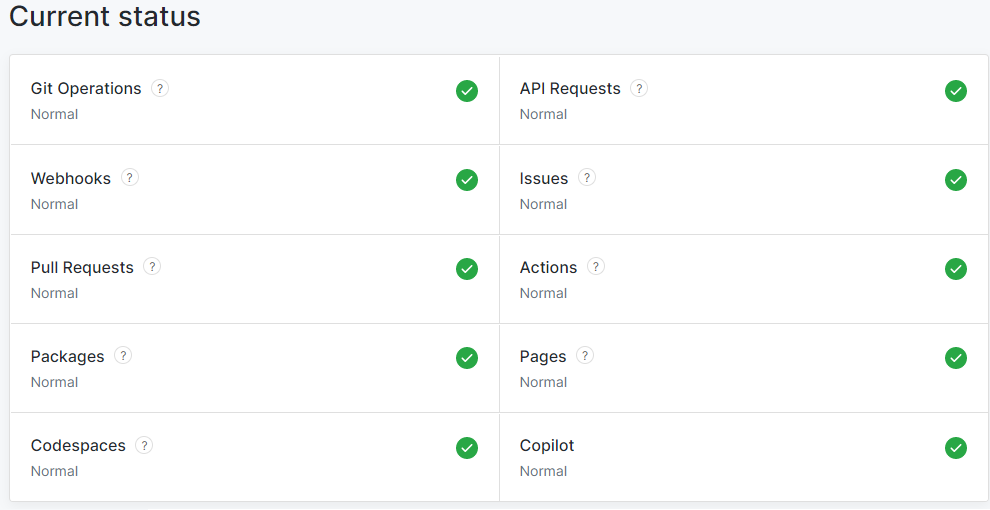 Current status
Git Operations ?
Normal
API Requests ?
Normal
Webhooks ?
Normal
Issues ?
Normal
Pull Requests ?
Normal
Actions ?
Normal
Packages ?
Normal
Pages ?
Normal
Codespaces ?
Normal
Copilot
Normal